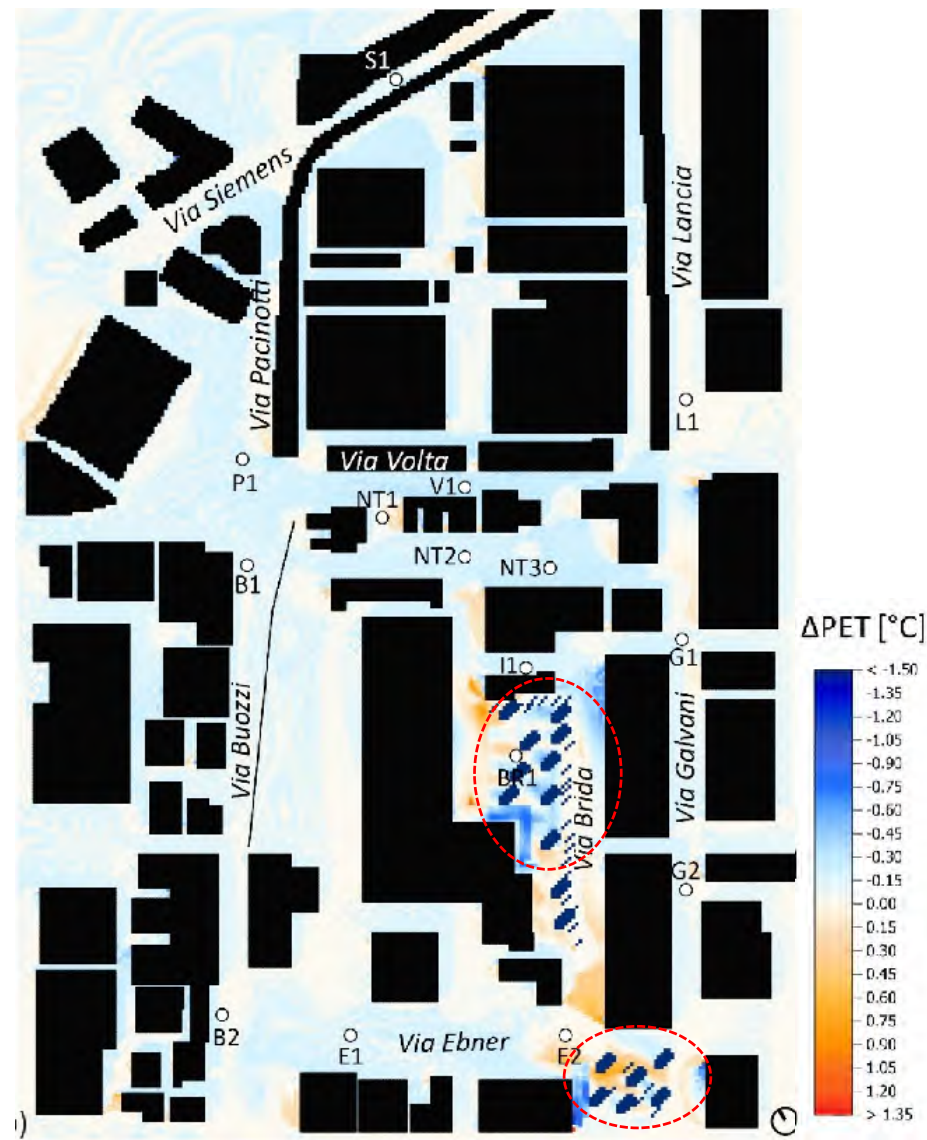 S1
Via Siemens
Via Lancia
Via Pacinotti
L1
Via Volta
P1
V1
NT1
NT2
NT3
B1
ΔPET [°C]
G1
I1
< -1.50
-1.35
-1.20
-1.05
-0.90
-0.75
-0.60
-0.45
-0.30
-0.15
0.00
0.15
0.30
0.45
0.60
0.75
0.90
1.05
1.20
> 1.35
Via Buozzi
BR1
Via Brida
Via Galvani
G2
B2
E1
Via Ebner
E2
)